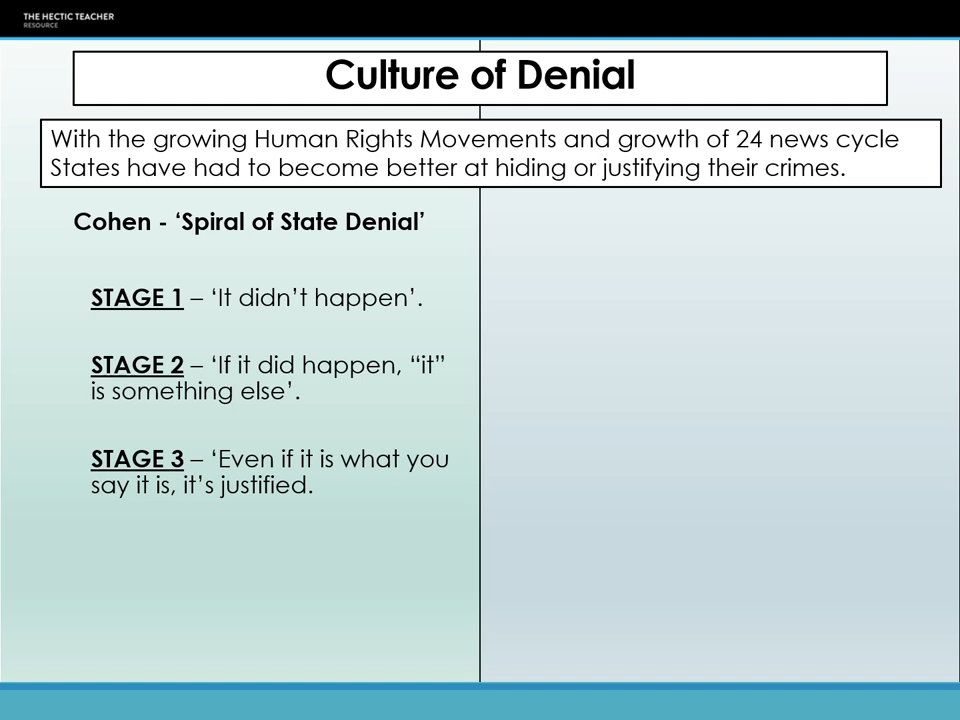 THE HECTIC TEACHER
RESOURCE
Culture of Denial
With the growing Human Rights Movements and growth of 24 news cycle
States have had to become better at hiding or justifying their crimes.
Cohen - ‘Spiral of State Denial’
STAGE 1 – ‘It didn’t happen’.
STAGE 2 – ‘If it did happen, “it”
is something else’.
STAGE 3 – ‘Even if it is what you
say it is, it’s justified.